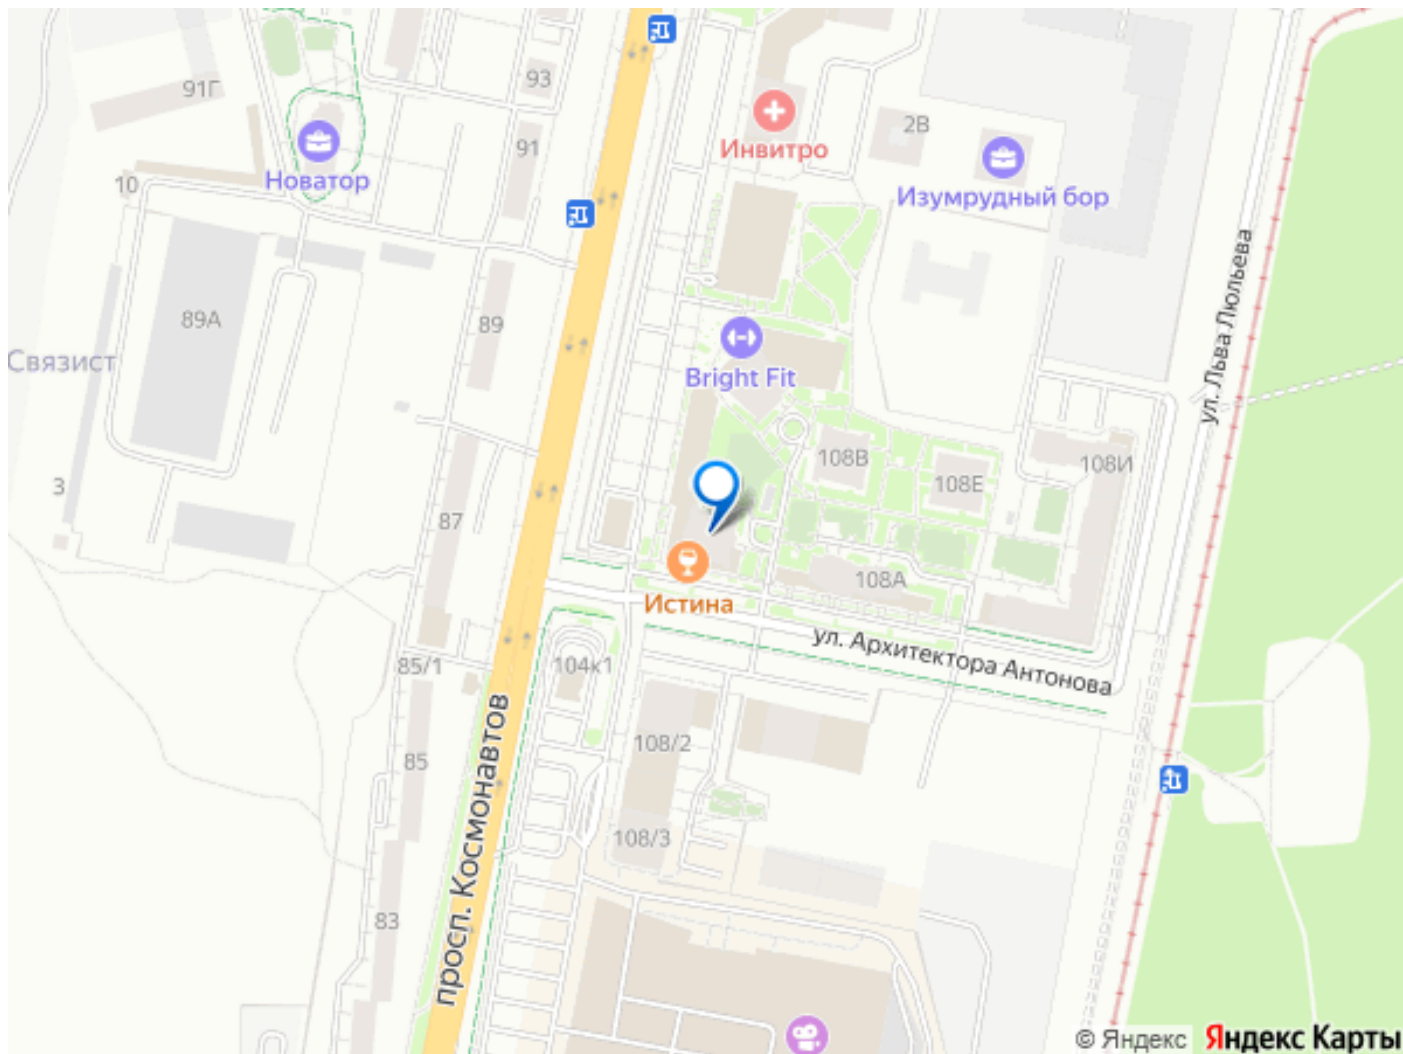 93
91Г
2В
Инвитро
91
Новатор
10
Изумрудный бор
89А
89
Связист
Bright Fit
ул. Льва Люльева
108В
108Е
108И
3
87
108А
Истина
ул. Архитектора Антонова
85/1
104к1
85
108/2
просп. Космонавтов
108/3
83
© Яндекс Яндекс Карты